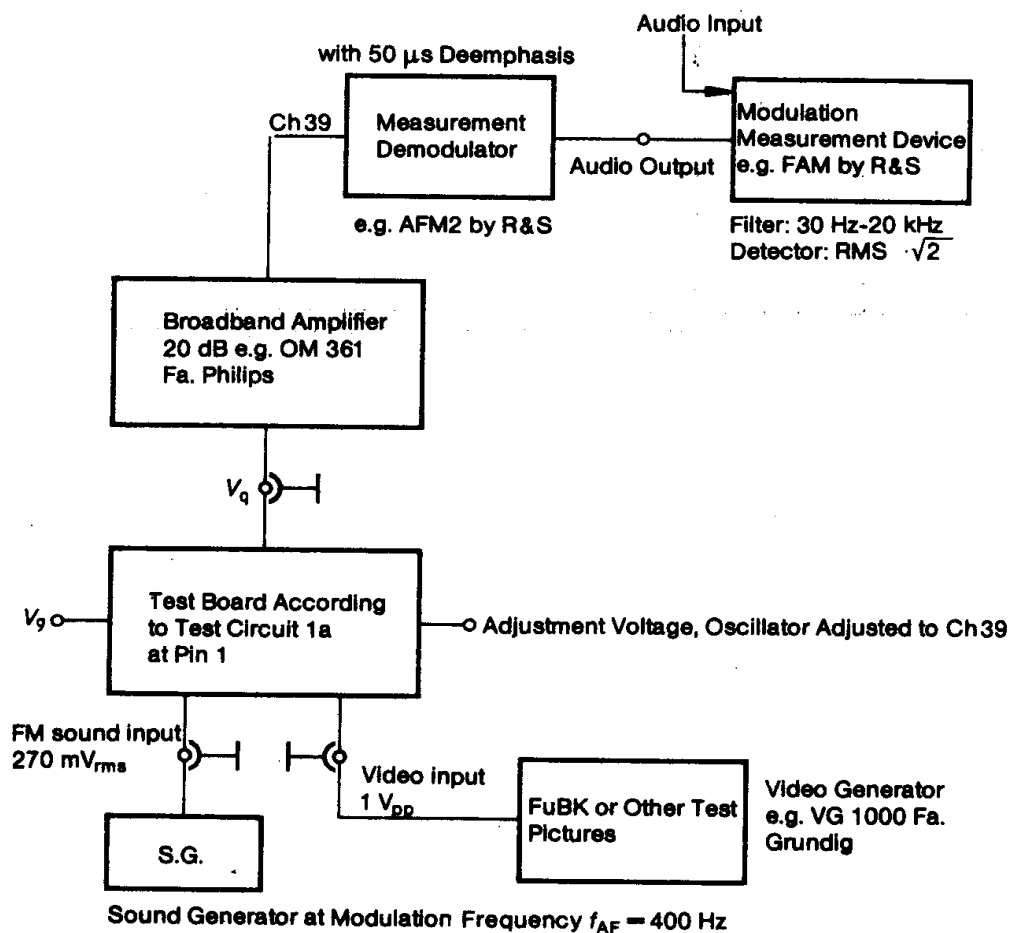 Audio Input
with 50 μs Deemphasis
Ch39
Measurement
Demodulator
Modulation
Measurement Device
e.g. FAM by R&S
Audio Output
e.g. AFM2 by R&S
Filter: 30 Hz-20 kHz
Detector: RMS ·√2
Broadband Amplifier
20 dB e.g. OM 361
Fa. Philips
Vq
Vg
Test Board According
to Test Circuit 1a
at Pin 1
Adjustment Voltage, Oscillator Adjusted to Ch39
FM sound input
270 mVrms
Video input
1 Vpp
FuBK or Other Test
Pictures
Video Generator
e.g. VG 1000 Fa.
Grundig
S.G.
Sound Generator at Modulation Frequency fAF = 400 Hz